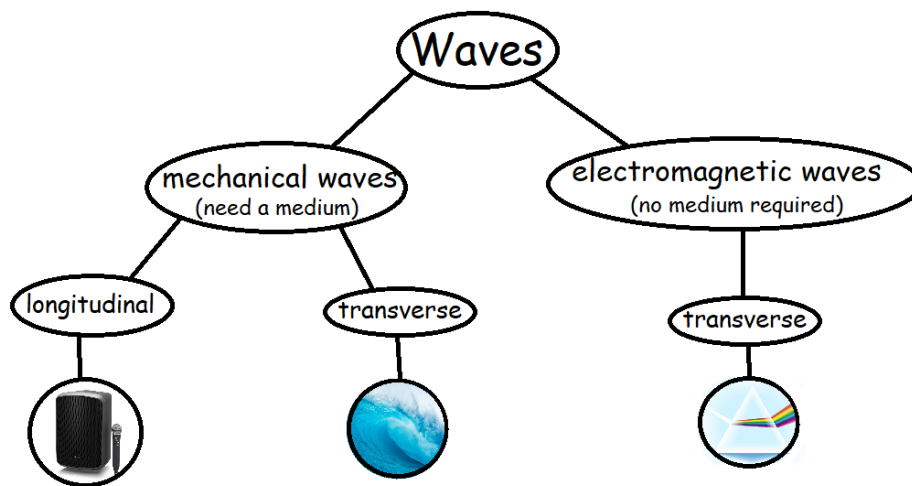 Waves
mechanical waves
(need a medium)
electromagnetic waves
(no medium required)
longitudinal
transverse
transverse